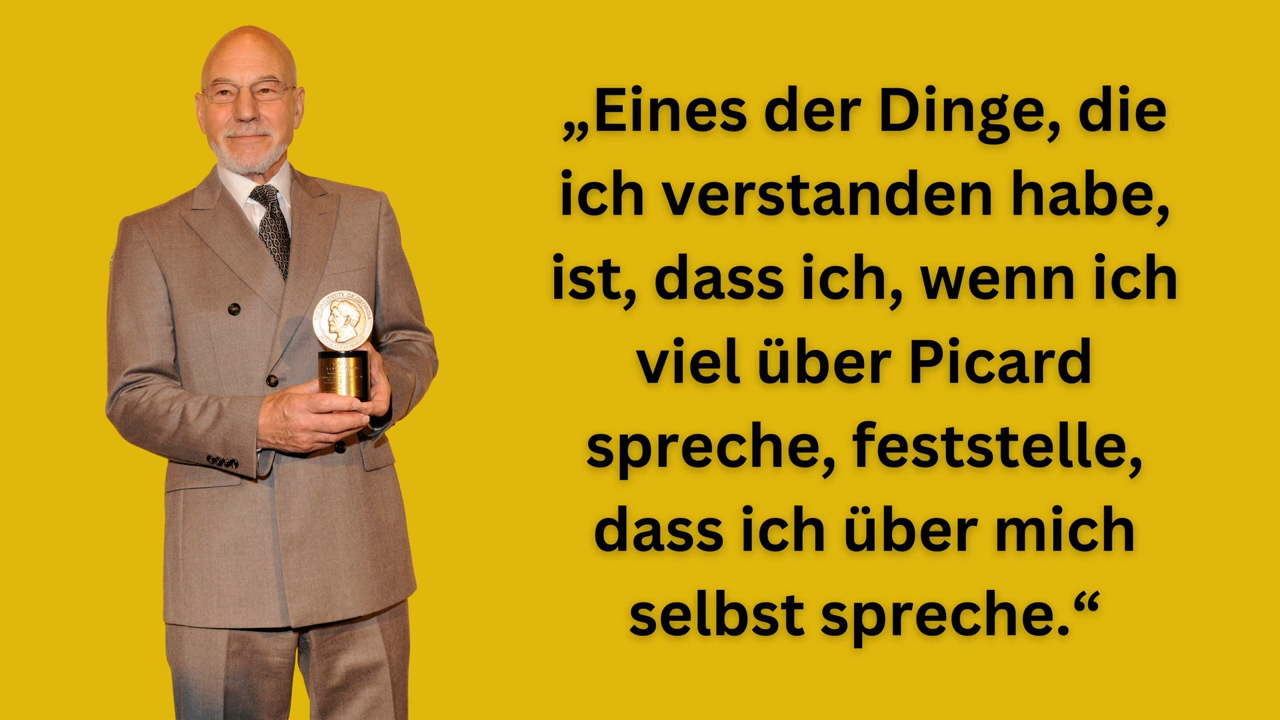 „Eines der Dinge, die
ich verstanden habe,
ist, dass ich, wenn ich
viel über Picard
spreche, feststelle,
dass ich über mich
selbst spreche.“